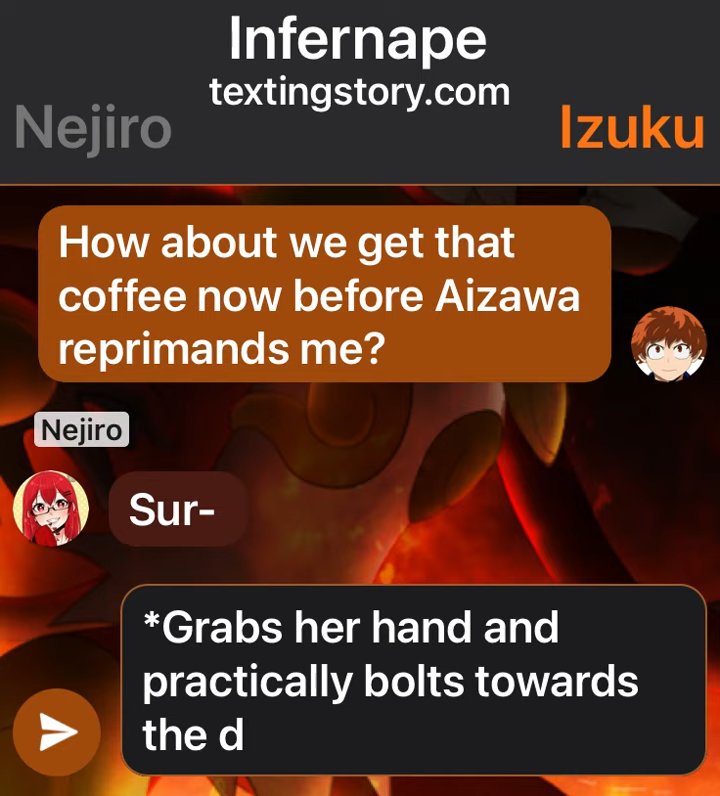 Infernape
textingstory.com
Nejiro
Izuku
How about we get that
coffee now before Aizawa
reprimands me?
Nejiro
Sur-
*Grabs her hand and
practically bolts towards
the d